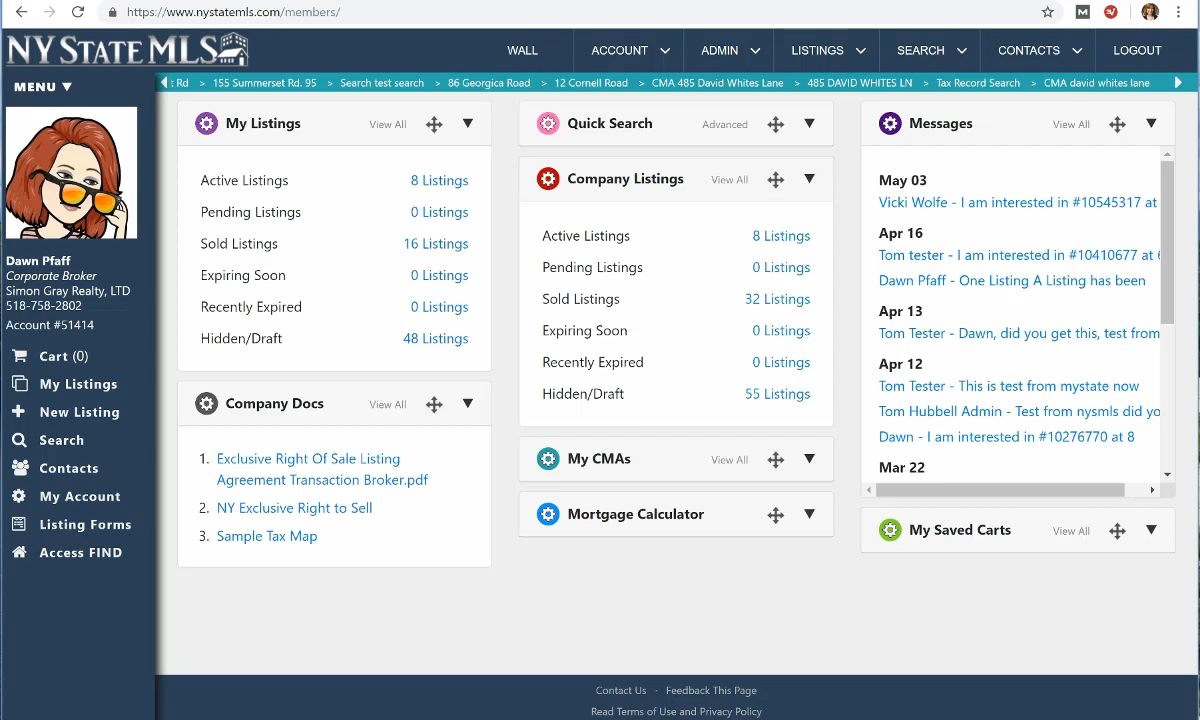 https://www.nystatemls.com/members/
NY STATE MLS
WALL
ACCOUNT
ADMIN
LISTINGS
SEARCH
CONTACTS
LOGOUT
MENU ▼
t Rd > 155 Summerset Rd. 95 > Search test search > 86 Georgica Road > 12 Cornell Road > CMA 485 David Whites Lane > 485 DAVID WHITES LN > Tax Record Search > CMA david whites lane
Dawn Pfaff
Corporate Broker
Simon Gray Realty, LTD
518-758-2802
Account #51414
Cart (0)
My Listings
New Listing
Search
Contacts
My Account
Listing Forms
Access FIND
My Listings View All
Active Listings 8 Listings
Pending Listings 0 Listings
Sold Listings 16 Listings
Expiring Soon 0 Listings
Recently Expired 0 Listings
Hidden/Draft 48 Listings
Company Docs View All
1. Exclusive Right Of Sale Listing
Agreement Transaction Broker.pdf
2. NY Exclusive Right to Sell
3. Sample Tax Map
Quick Search Advanced
Company Listings View All
Active Listings 8 Listings
Pending Listings 0 Listings
Sold Listings 32 Listings
Expiring Soon 0 Listings
Recently Expired 0 Listings
Hidden/Draft 55 Listings
My CMAs View All
Mortgage Calculator
Messages View All
May 03
Vicki Wolfe - I am interested in #10545317 at
Apr 16
Tom tester - I am interested in #10410677 at 6
Dawn Pfaff - One Listing A Listing has been
Apr 13
Tom Tester - Dawn, did you get this, test from
Apr 12
Tom Tester - This is test from mystate now
Tom Hubbell Admin - Test from nysmls did yo
Dawn - I am interested in #10276770 at 8
Mar 22
My Saved Carts View All
Contact Us · Feedback This Page
Read Terms of Use and Privacy Policy